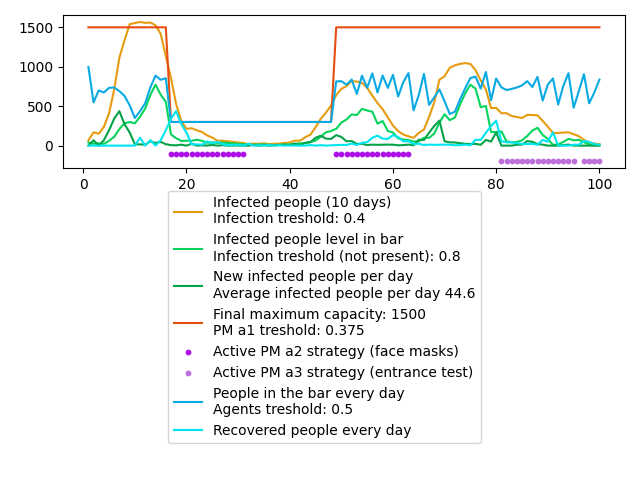 1500
1000
500
0
0 20 40 60 80 100
Infected people (10 days)
Infection treshold: 0.4
Infected people level in bar
Infection treshold (not present): 0.8
New infected people per day
Average infected people per day 44.6
Final maximum capacity: 1500
PM a1 treshold: 0.375
Active PM a2 strategy (face masks)
Active PM a3 strategy (entrance test)
People in the bar every day
Agents treshold: 0.5
Recovered people every day